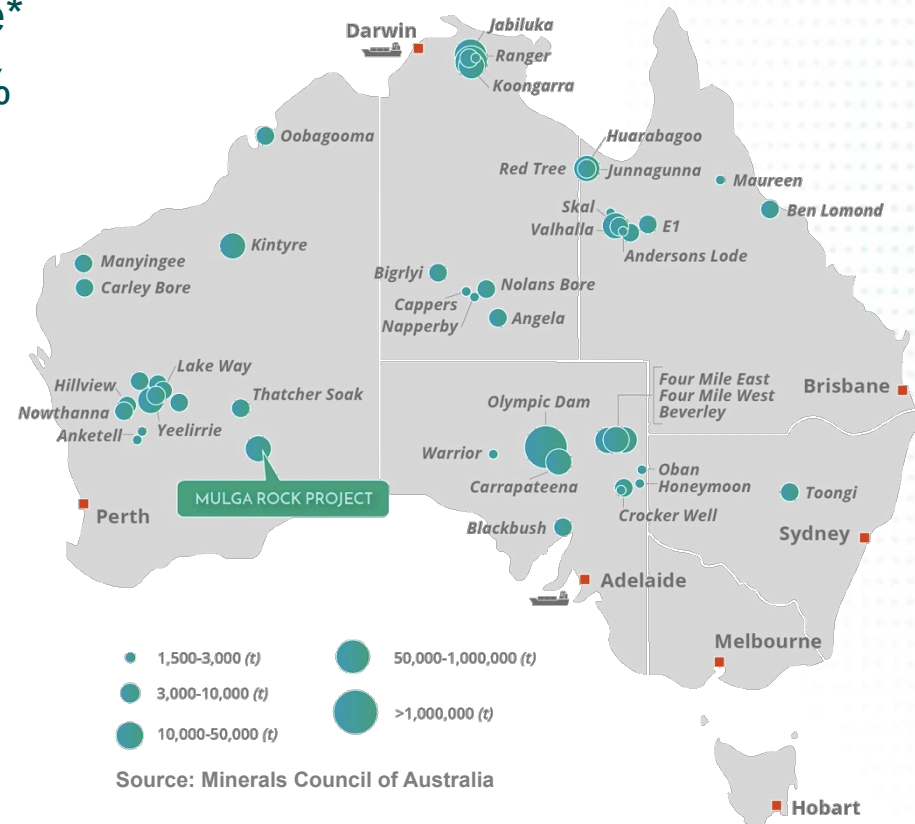 e*
%
Jabiluka
Darwin
Ranger
Koongarra
Oobagooma
Huarabagoo
Red Tree
Junnagunna
Maureen
Skal
Ben Lomond
Valhalla
E1
Kintyre
Andersons Lode
Manyingee
Bigrlyi
Carley Bore
Nolans Bore
Cappers
Angela
Napperby
Lake Way
Hillview
Four Mile East
Four Mile West
Beverley
Brisbane
Thatcher Soak
Olympic Dam
Nowthanna
Yeelirrie
Anketell
Warrior
Oban
Carrapateena
Honeymoon
MULGA ROCK PROJECT
Toongi
Perth
Crocker Well
Blackbush
Sydney
Adelaide
Melbourne
1,500-3,000 (t)
50,000-1,000,000 (t)
3,000-10,000 (t)
>1,000,000 (t)
10,000-50,000 (t)
Source: Minerals Council of Australia
Hobart